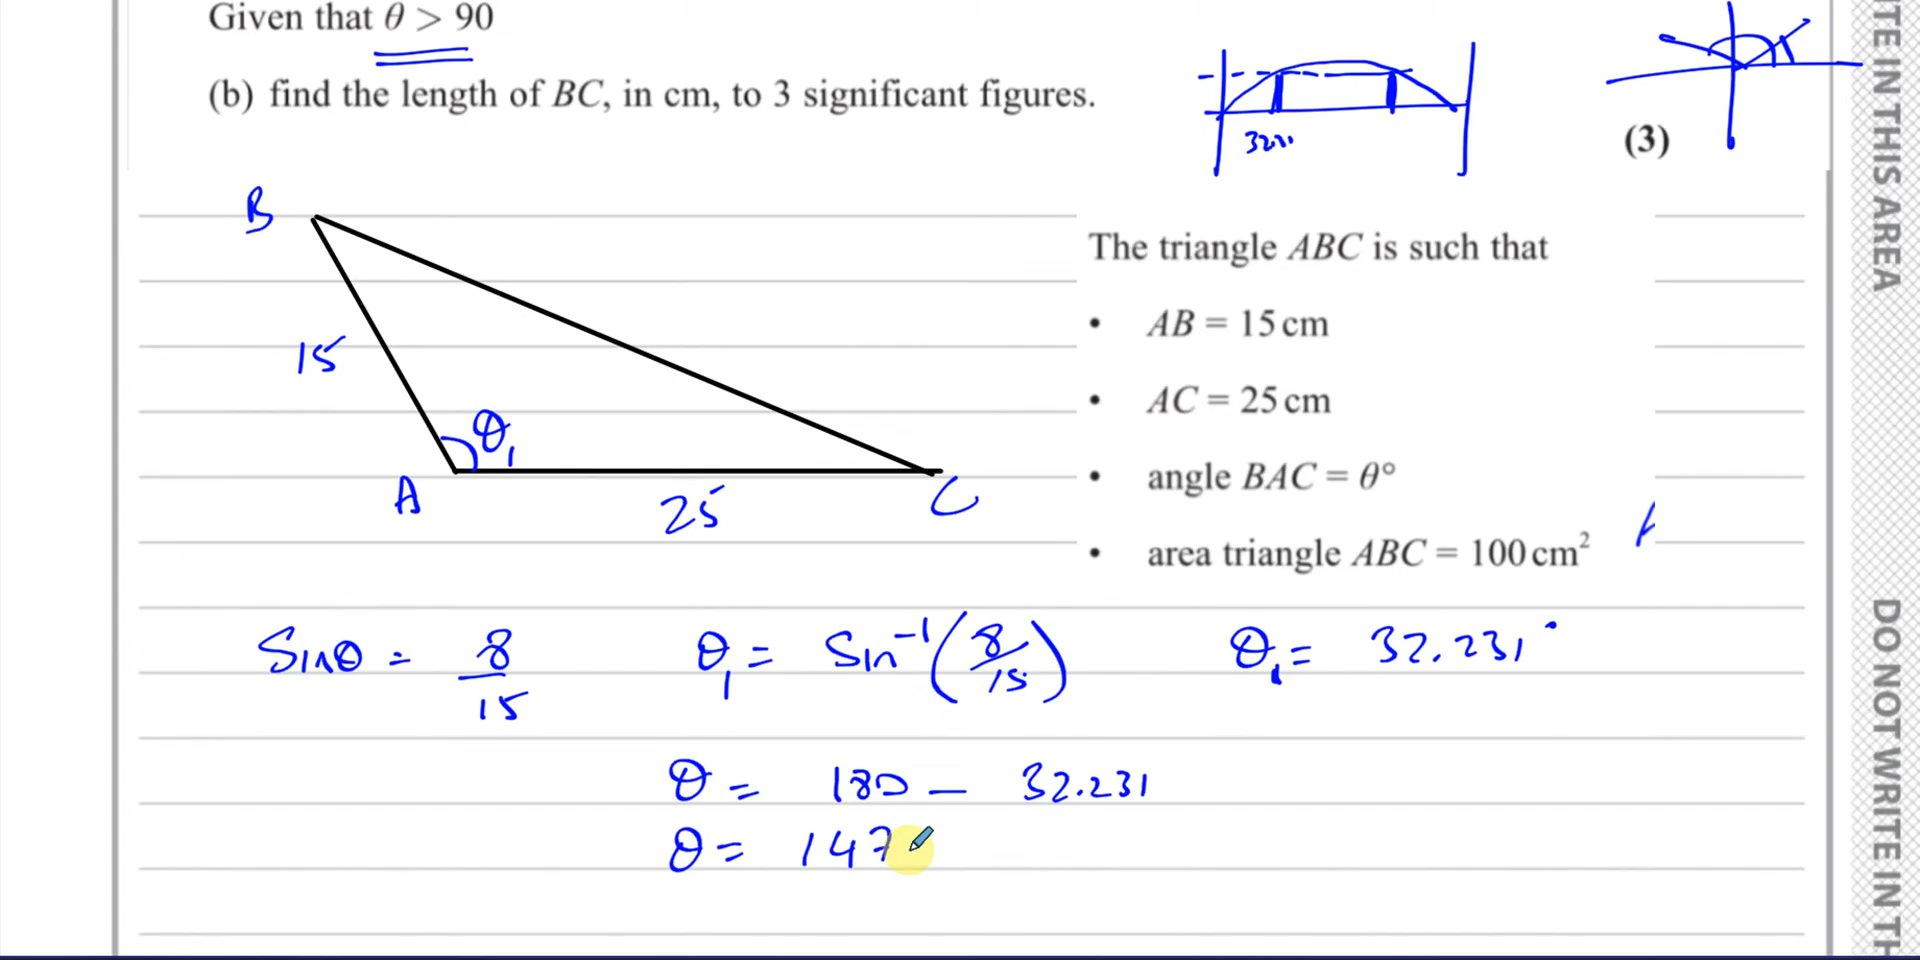 Given that θ > 90
(b) find the length of BC, in cm, to 3 significant figures.
(3)
The triangle ABC is such that
• AB = 15 cm
• AC = 25 cm
• angle BAC = θ°
• area triangle ABC = 100 cm²
B
15
θ₁
A
25
C
Sinθ = 8/15
θ₁ = Sin⁻¹(8/15)
θ₁ = 32.231°
θ = 180 − 32.231
θ = 147
DO NOT WRITE IN TH
ITE IN THIS AREA